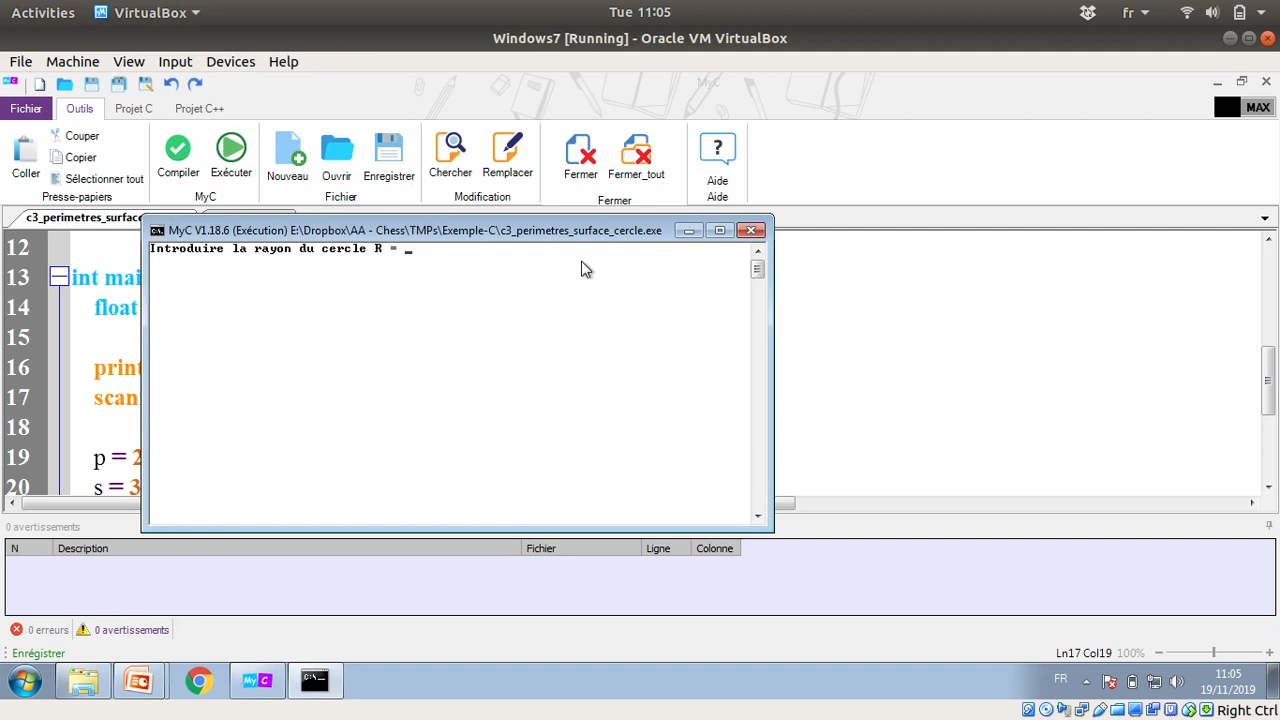 Activities VirtualBox Tue 11:05 fr
Windows7 [Running] - Oracle VM VirtualBox
File Machine View Input Devices Help
MyC
Fichier Outils Projet C Projet C++ MAX
Coller Couper Copier Sélectionner tout
Presse-papiers
Compiler Exécuter
MyC
Nouveau Ouvrir Enregistrer
Fichier
Chercher Remplacer
Modification
Fermer Fermer_tout
Fermer
Aide
Aide
c3_perimetres_surface
MyC V1.18.6 (Exécution) E:\Dropbox\AA - Chess\TMPs\Exemple-C\c3_perimetres_surface_cercle.exe
Introduire la rayon du cercle R = _
12
13 int mai
14 float
15
16 print
17 scan
18
19 p = 2
20 s = 3
0 avertissements
N Description Fichier Ligne Colonne
0 erreurs 0 avertissements
Enrégistrer Ln17 Col19 100%
FR 11:05
19/11/2019
Right Ctrl